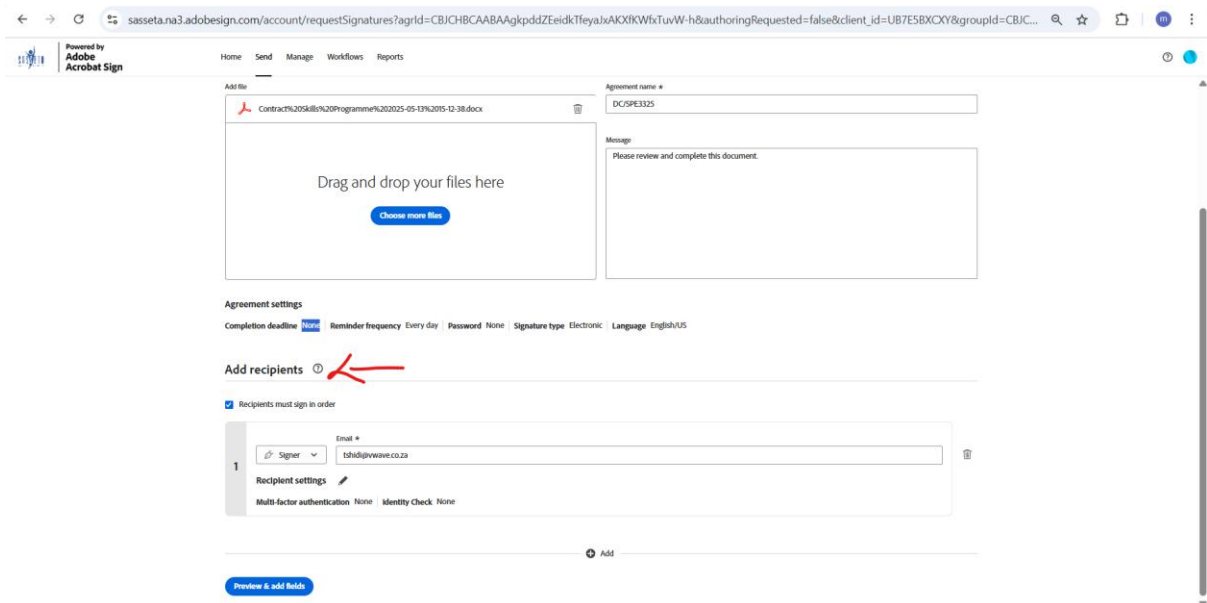 sasseta.na3.adobesign.com/account/requestSignatures?agrId=CBJCHBCAABAAgkpddZEeidkTfeyaJxAKXfKWfxTuvW-h&authoringRequested=false&client_id=UB7E5BXCXY&groupId=CBJC...
m
Powered by
Adobe
Acrobat Sign
Home Send Manage Workflows Reports
Add file
Agreement name *
Contract%20Skills%20Programme%202025-05-13%2015-12-38.docx
DC/SPE3325
Message
Please review and complete this document.
Drag and drop your files here
Choose more files
Agreement settings
Completion deadline None Reminder frequency Every day Password None Signature type Electronic Language English/US
Add recipients
Recipients must sign in order
Email *
Signer
tshidi@vwave.co.za
1
Recipient settings
Multi-factor authentication None Identity Check None
Add
Preview & add fields